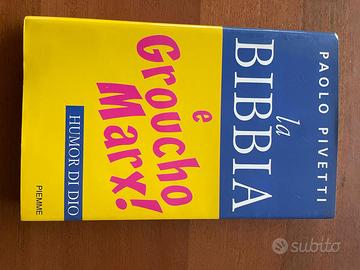 PAOLO PIVETTI
la
BIBBIA
e
Groucho
Marx!
HUMOR DI DIO
PIEMME
subito